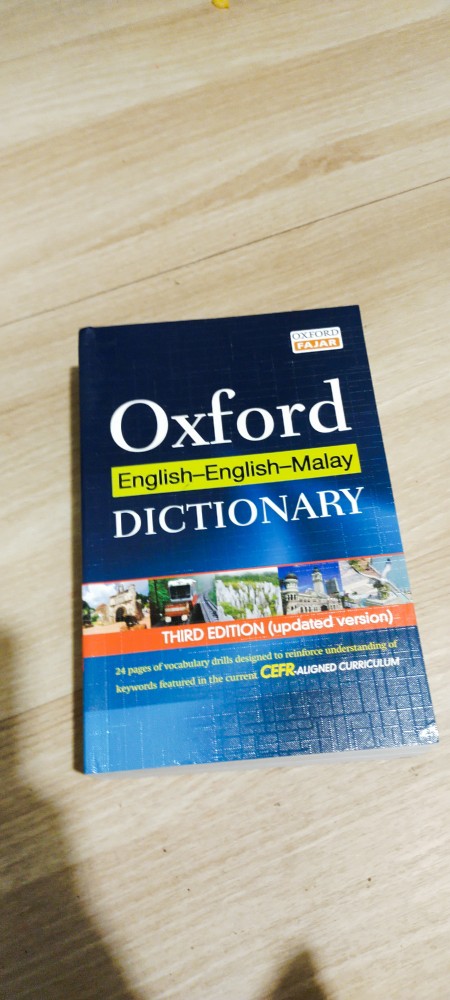 OXFORD
FAJAR
Oxford
English–English–Malay
DICTIONARY
THIRD EDITION (updated version)
24 pages of vocabulary drills designed to reinforce understanding of
keywords featured in the current CEFR-ALIGNED CURRICULUM